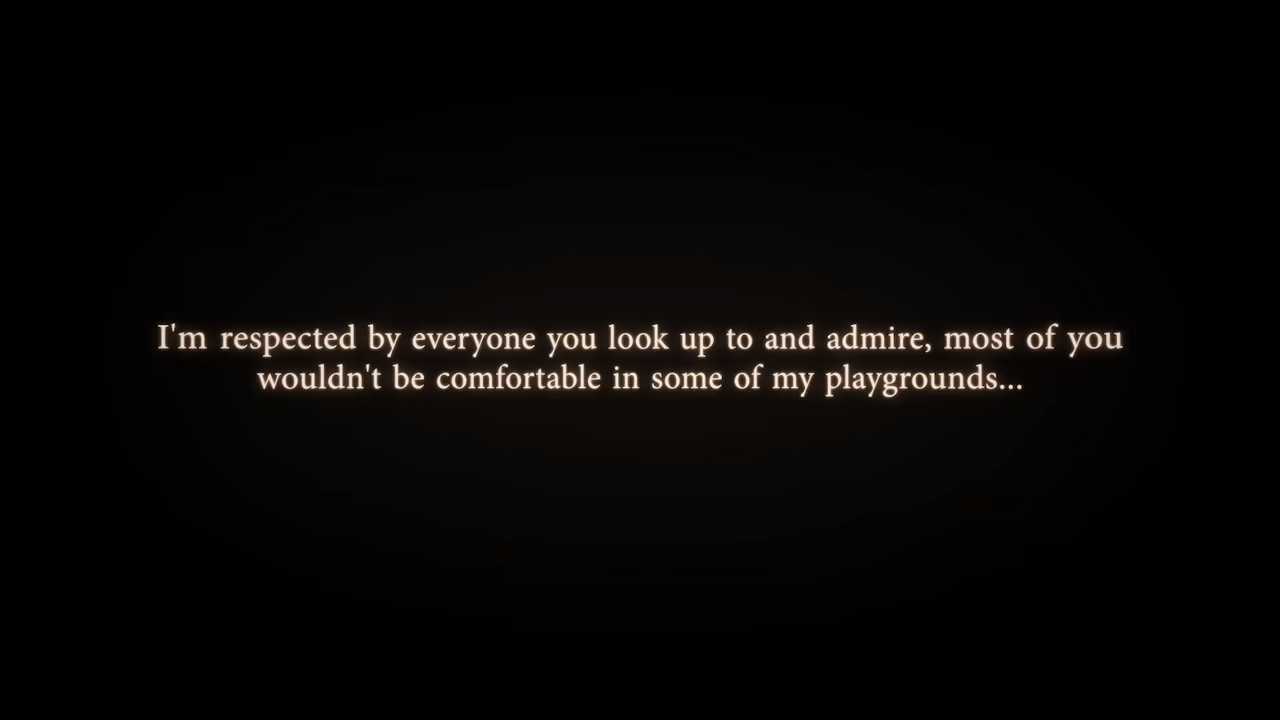 I'm respected by everyone you look up to and admire, most of you
wouldn't be comfortable in some of my playgrounds...